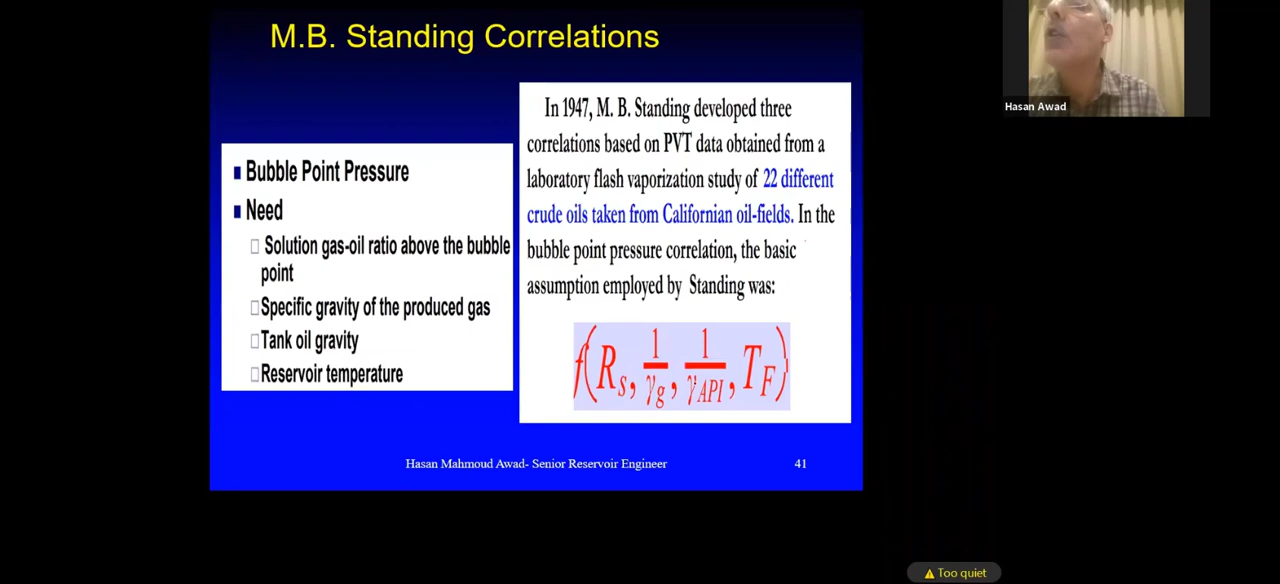 M.B. Standing Correlations
Bubble Point Pressure
Need
Solution gas-oil ratio above the bubble
point
Specific gravity of the produced gas
Tank oil gravity
Reservoir temperature
In 1947, M. B. Standing developed three
correlations based on PVT data obtained from a
laboratory flash vaporization study of 22 different
crude oils taken from Californian oil-fields. In the
bubble point pressure correlation, the basic
assumption employed by Standing was:
f(R_s, 1/γ_g, 1/γ_API, T_F)
Hasan Mahmoud Awad- Senior Reservoir Engineer
41
Hasan Awad
Too quiet